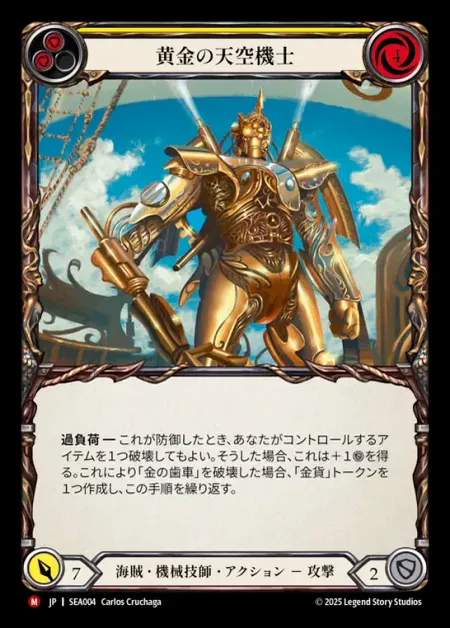 黄金の天空機士
4
過負荷 ー これが防御したとき、あなたがコントロールするア
イテムを1つ破壊してもよい。そうした場合、これは+1を得
る。これにより「金の歯車」を破壊した場合、「金貨」トークンを
1つ作成し、この手順を繰り返す。
7
海賊・機械技師・アクション ー 攻撃
2
M JP | SEA004 Carlos Cruchaga
© 2025 Legend Story Studios